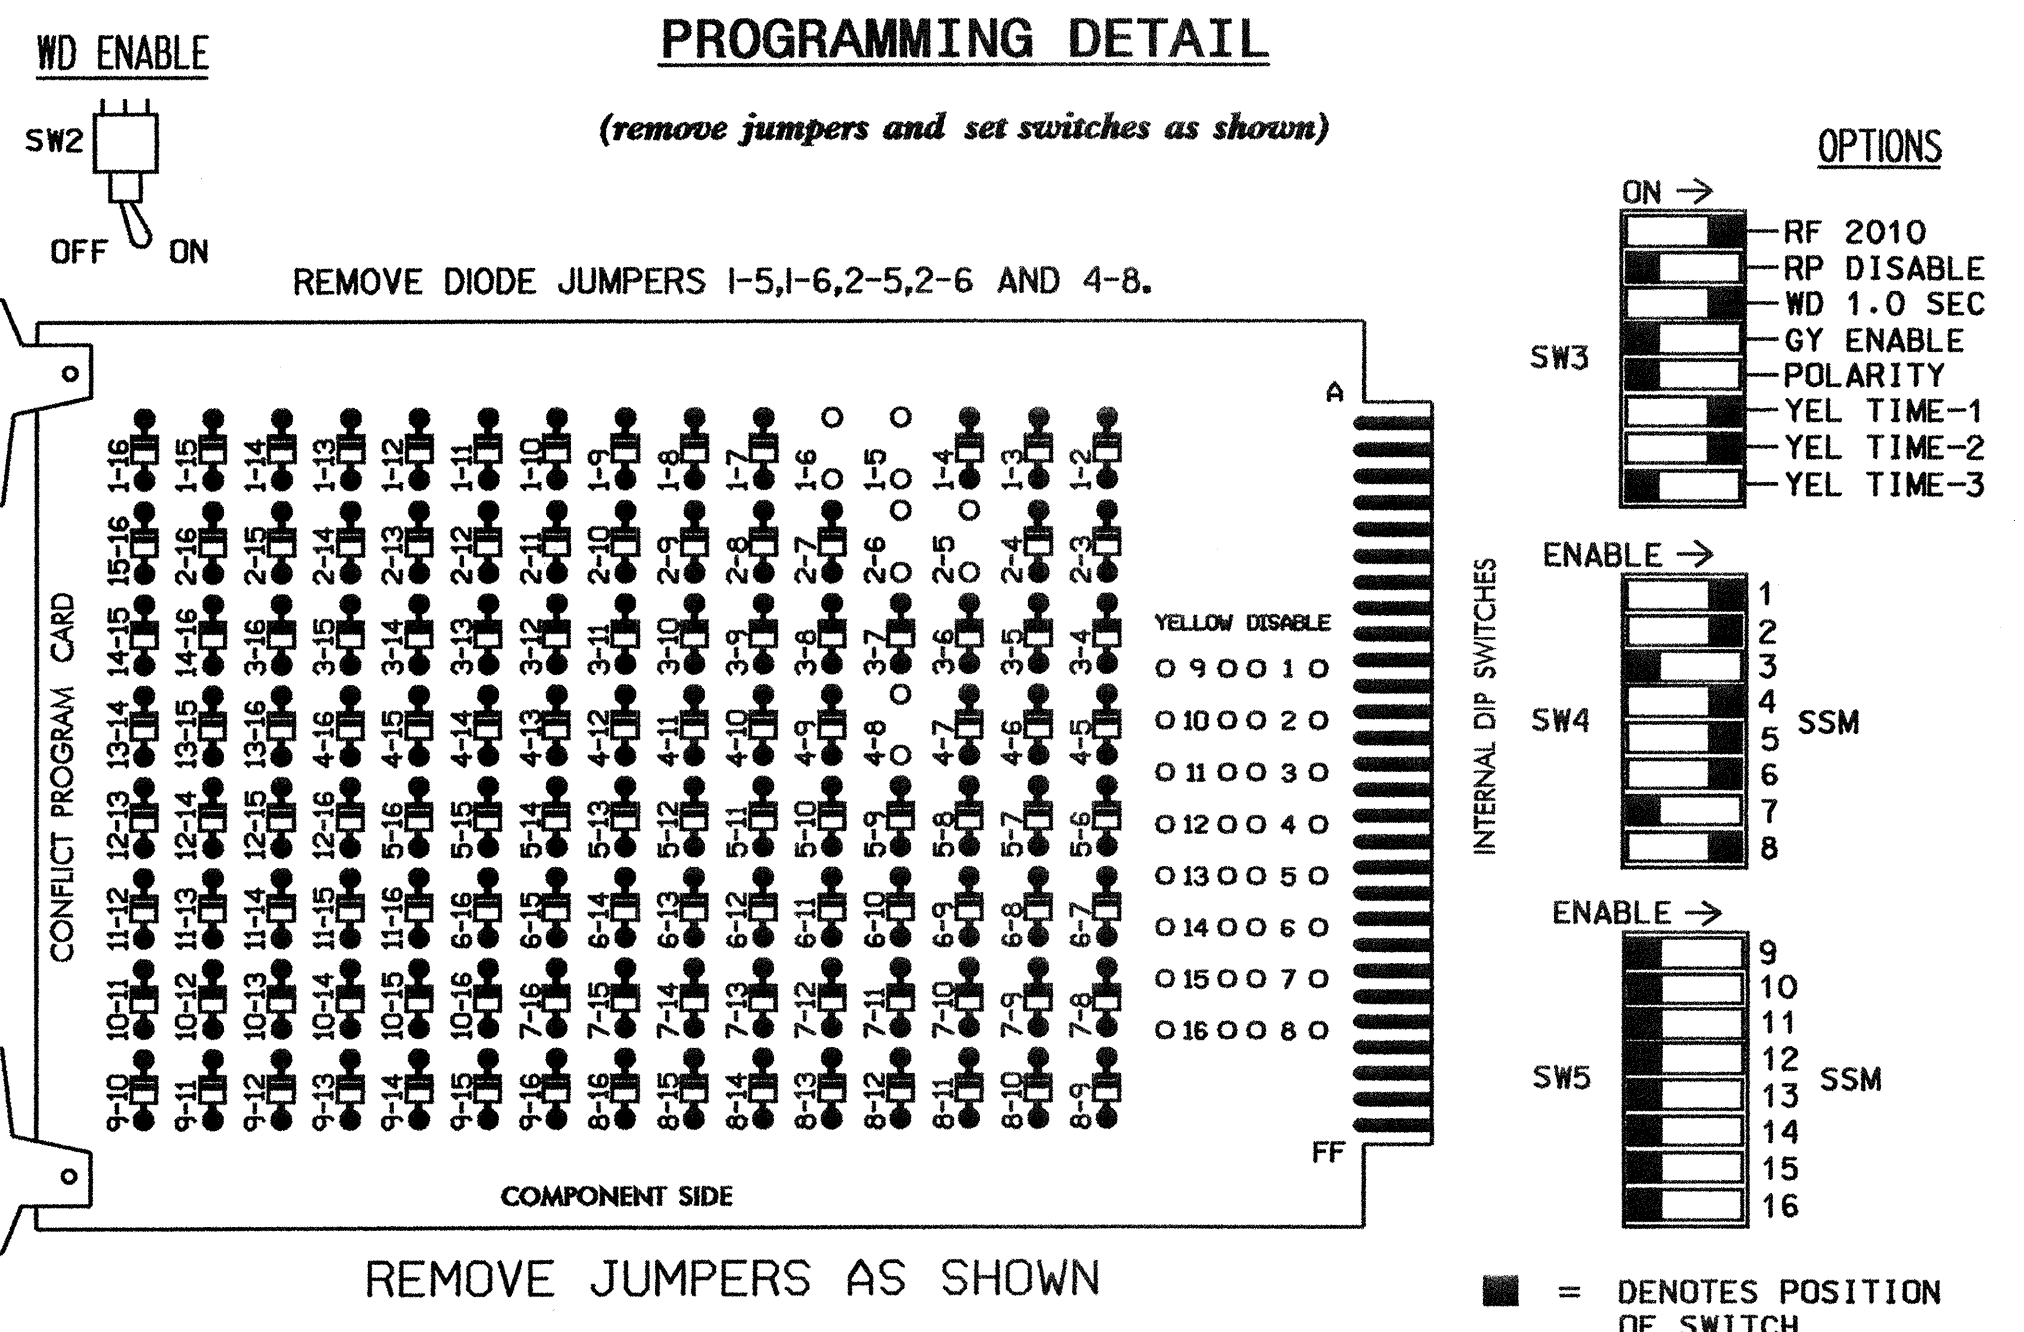 PROGRAMMING DETAIL
(remove jumpers and set switches as shown)
WD ENABLE
SW2
OFF ON
REMOVE DIODE JUMPERS 1-5,1-6,2-5,2-6 AND 4-8.
CONFLICT PROGRAM CARD
1-16 1-15 1-14 1-13 1-12 1-11 1-10 1-9 1-8 1-7 1-6 1-5 1-4 1-3 1-2
15-16 2-16 2-15 2-14 2-13 2-12 2-11 2-10 2-9 2-8 2-7 2-6 2-5 2-4 2-3
14-15 14-16 3-16 3-15 3-14 3-13 3-12 3-11 3-10 3-9 3-8 3-7 3-6 3-5 3-4
13-14 13-15 13-16 4-16 4-15 4-14 4-13 4-12 4-11 4-10 4-9 4-8 4-7 4-6 4-5
12-13 12-14 12-15 12-16 5-16 5-15 5-14 5-13 5-12 5-11 5-10 5-9 5-8 5-7 5-6
11-12 11-13 11-14 11-15 11-16 6-16 6-15 6-14 6-13 6-12 6-11 6-10 6-9 6-8 6-7
10-11 10-12 10-13 10-14 10-15 10-16 7-16 7-15 7-14 7-13 7-12 7-11 7-10 7-9 7-8
9-10 9-11 9-12 9-13 9-14 9-15 9-16 8-16 8-15 8-14 8-13 8-12 8-11 8-10 8-9
YELLOW DISABLE
9 1
10 2
11 3
12 4
13 5
14 6
15 7
16 8
A
FF
COMPONENT SIDE
REMOVE JUMPERS AS SHOWN
INTERNAL DIP SWITCHES
OPTIONS
ON →
SW3
RF 2010
RP DISABLE
WD 1.0 SEC
GY ENABLE
POLARITY
YEL TIME-1
YEL TIME-2
YEL TIME-3
ENABLE →
SW4
1
2
3
4
5
6
7
8
SSM
ENABLE →
SW5
9
10
11
12
13
14
15
16
SSM
= DENOTES POSITION
OF SWITCH